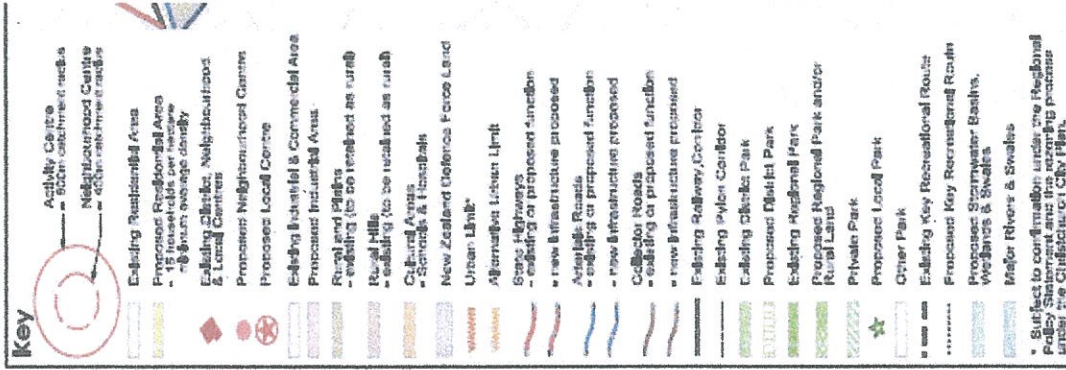 Key
Activity Centre
- 800m catchment radius
Neighbourhood Centre
- 400m catchment radius
Existing Residential Area
Proposed Residential Area
- 15 households per hectare
minimum average density
Existing District, Neighbourhood
& Local Centres
Proposed Neighbourhood Centre
Proposed Local Centre
Existing Industrial & Commercial Area
Proposed Industrial Area
Rural and Plains
- existing (to be retained as rural)
Rural Hills
- existing (to be retained as rural)
Cultural Areas
- Schools & Hospitals
New Zealand Defence Force Land
Urban Limit*
Alternative Urban Limit
State Highways
- existing or proposed function
- new infrastructure proposed
Arterials Roads
- existing or proposed function
- new infrastructure proposed
Collector Roads
- existing or proposed function
- new infrastructure proposed
Existing Railway Corridor
Existing Pylon Corridor
Existing District Park
Proposed District Park
Existing Regional Park
Proposed Regional Park and/or
Rural Land
Private Park
Proposed Local Park
Other Park
Existing Key Recreational Route
Proposed Key Recreational Route
Proposed Stormwater Basins,
Wetlands & Swales
Major Rivers & Swales
* Subject to confirmation under the Regional
Policy Statement and the rezoning process
under the Christchurch City Plan.